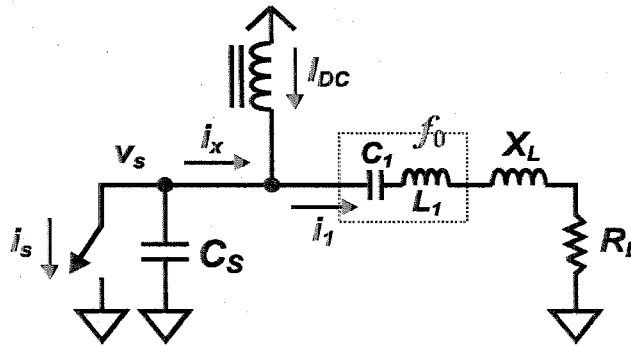 I_DC
f_0
i_x
C_1
X_L
v_s
L_1
i_1
i_s
C_S
R_L